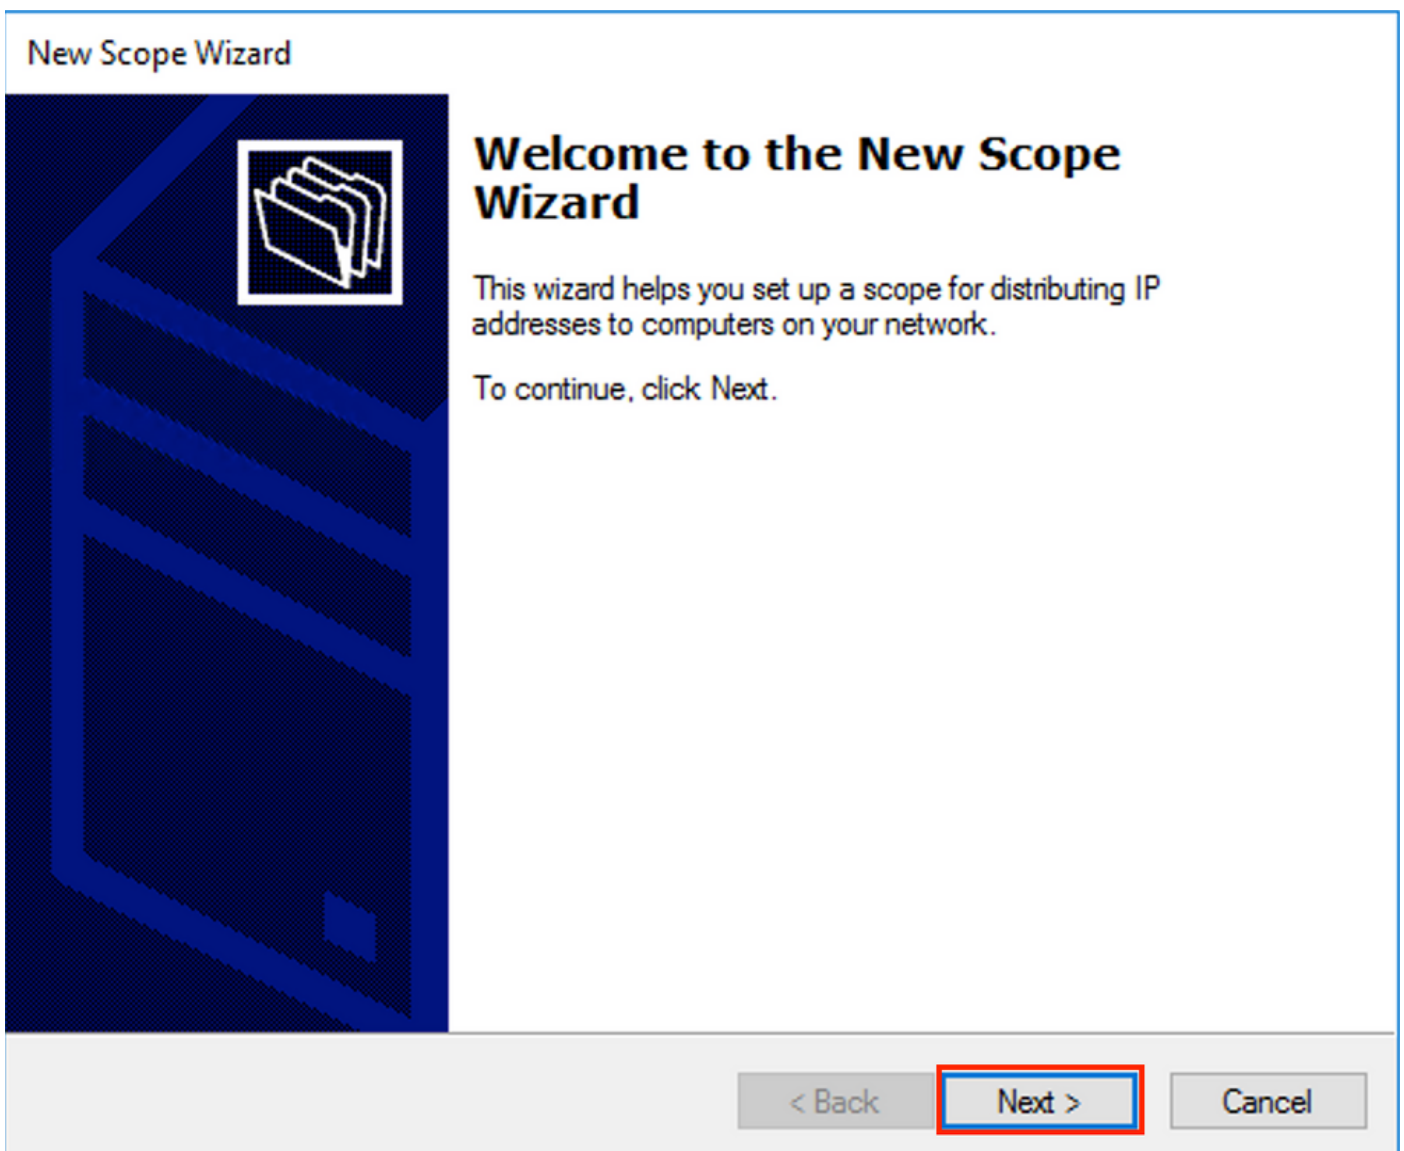 New Scope Wizard
Welcome to the New Scope
Wizard
This wizard helps you set up a scope for distributing IP
addresses to computers on your network.
To continue, click Next.
< Back
Next >
Cancel